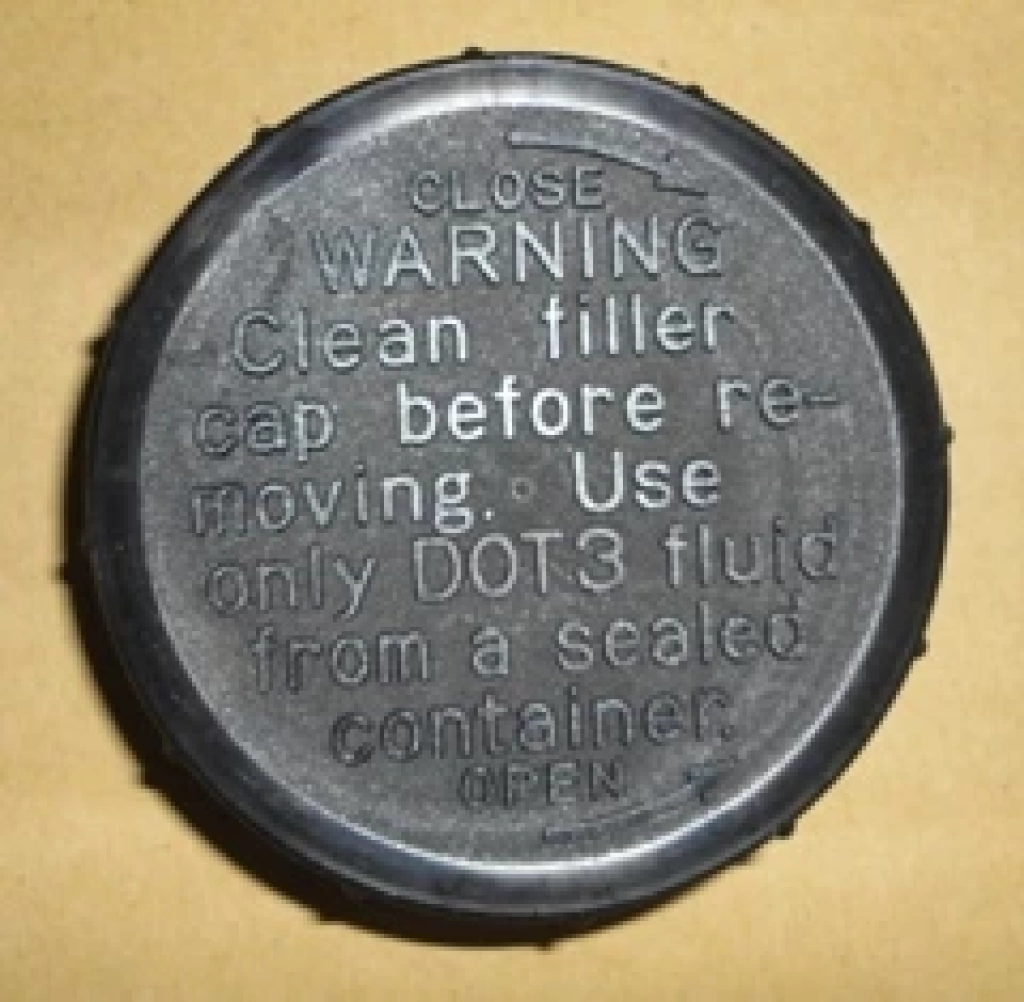 CLOSE
WARNING
Clean filler
cap before re-
moving. Use
only DOT3 fluid
from a sealed
container.
OPEN